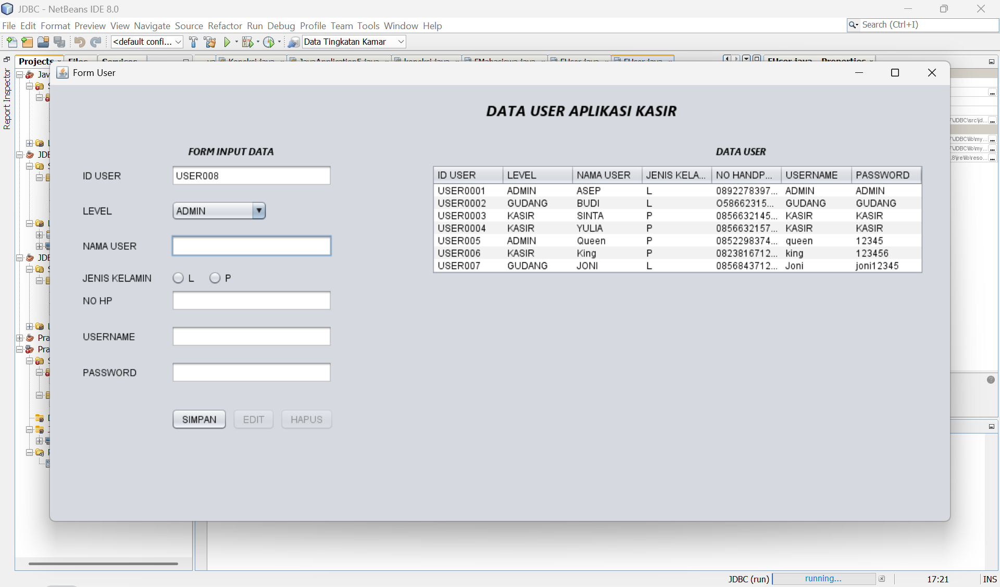 JDBC - NetBeans IDE 8.0
File Edit Format Preview View Navigate Source Refactor Run Debug Profile Team Tools Window Help
Search (Ctrl+I)
<default confi...
Data Tingkatan Kamar
Report Inspector
Projects
Files
Services
Form User
DATA USER APLIKASI KASIR
FORM INPUT DATA
ID USER USER008
LEVEL ADMIN
NAMA USER
JENIS KELAMIN L P
NO HP
USERNAME
PASSWORD
SIMPAN EDIT HAPUS
DATA USER
ID USER LEVEL NAMA USER JENIS KELA... NO HANDP... USERNAME PASSWORD
USER0001 ADMIN ASEP L 0892278397... ADMIN ADMIN
USER0002 GUDANG BUDI L O58662315... GUDANG GUDANG
USER0003 KASIR SINTA P 0856632145... KASIR KASIR
USER0004 KASIR YULIA P 0856632157... KASIR KASIR
USER005 ADMIN Queen P 0852298374... queen 12345
USER006 KASIR King P 0823816712... king 123456
USER007 GUDANG JONI L 0856843712... Joni joni12345
JDBC (run) running... 17:21 INS